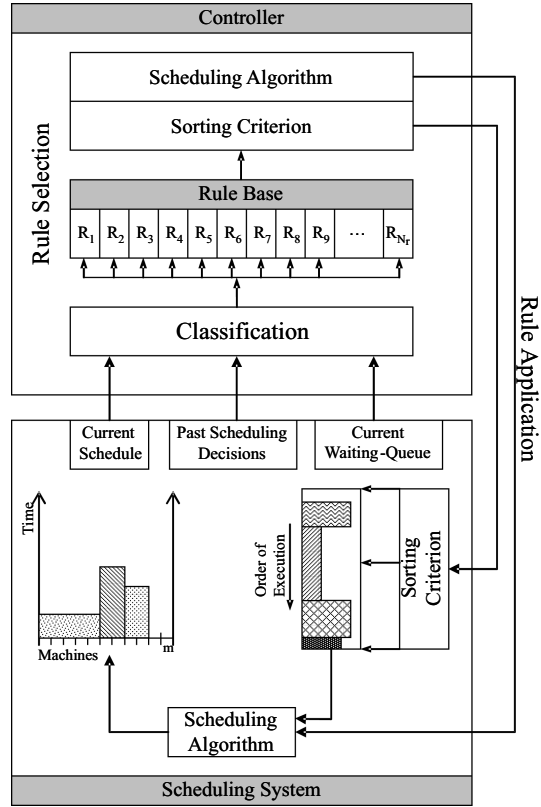 Controller
Scheduling Algorithm
Sorting Criterion
Rule Selection
Rule Base
R1 R2 R3 R4 R5 R6 R7 R8 R9 ... RNr
Classification
Rule Application
Current
Schedule
Past Scheduling
Decisions
Current
Waiting-Queue
Time
Machines
m
Order of
Execution
Sorting
Criterion
Scheduling
Algorithm
Scheduling System